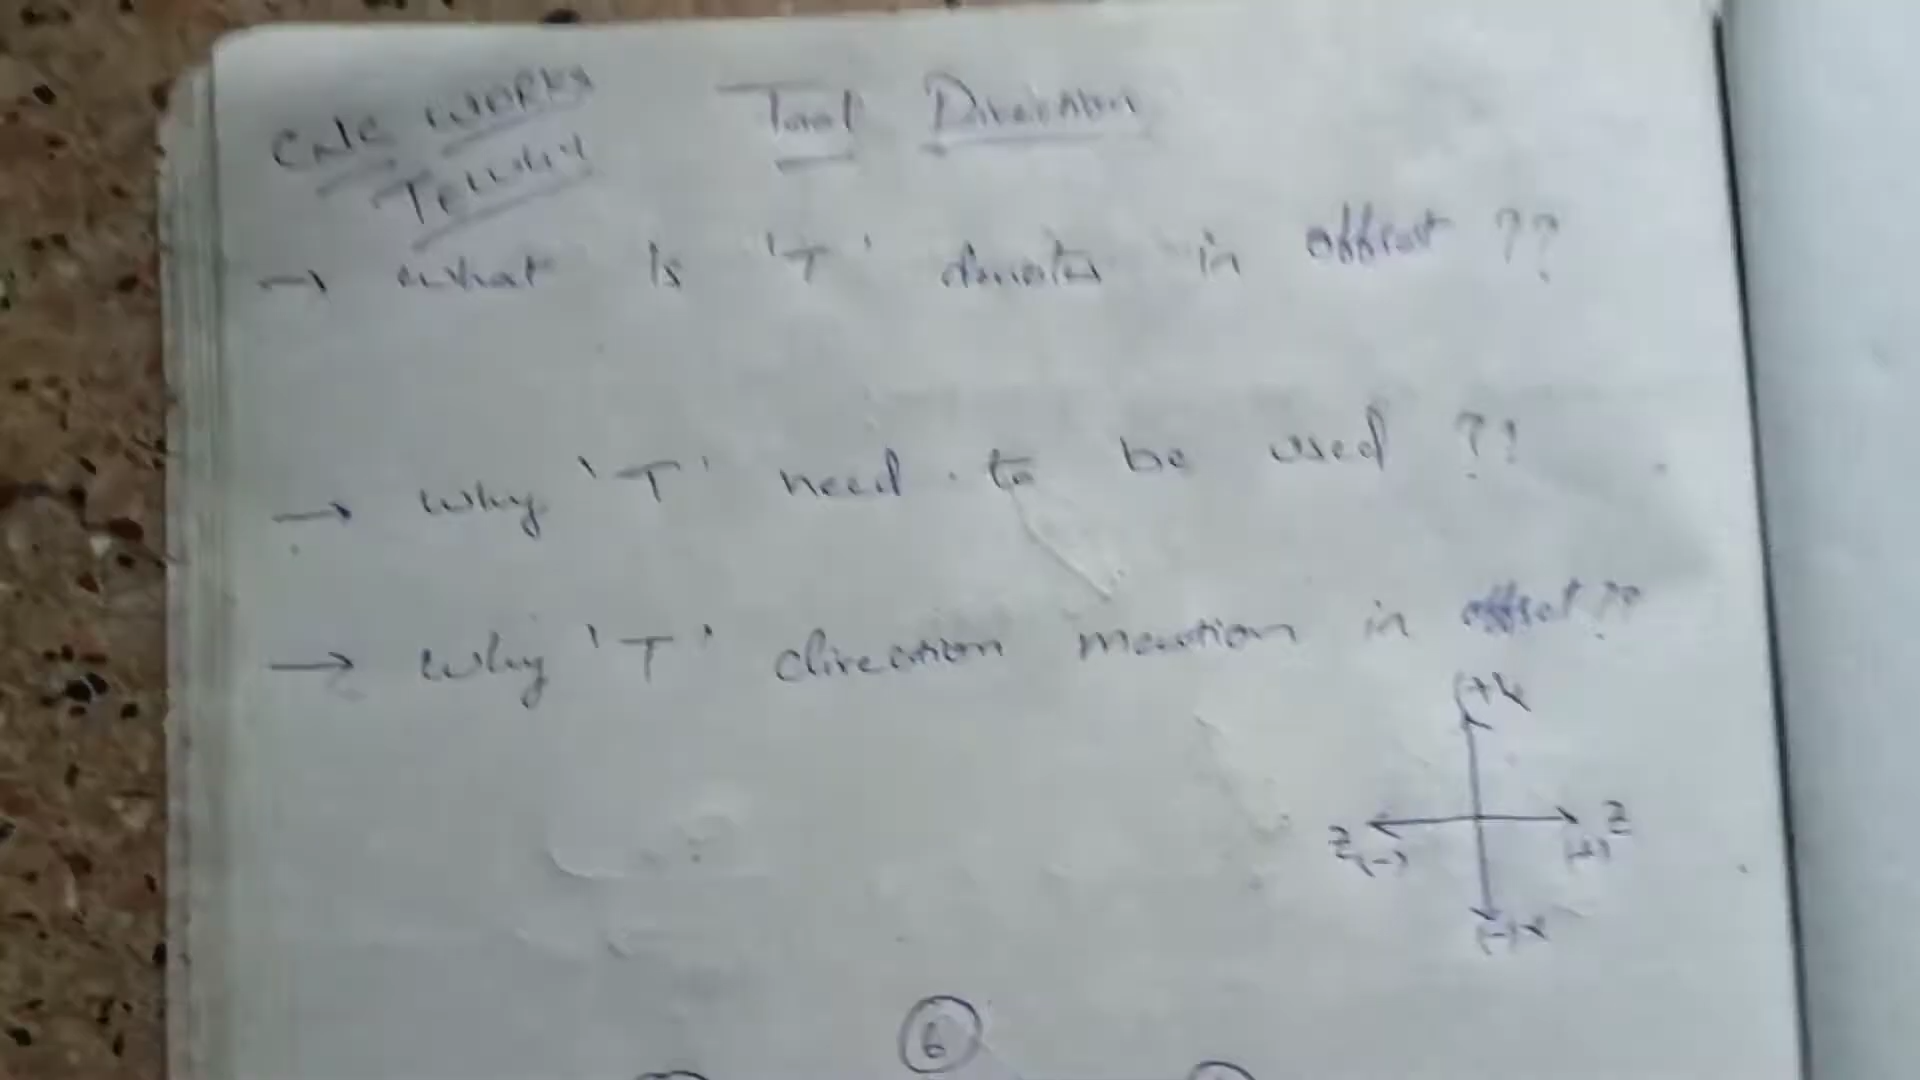 CNC WORKS Tool Direction
→ what is 'T' denotes in offset ??
→ why 'T' need to be used ??
→ why 'T' direction mention in offset ??
(+)x
Z(-) (+)Z
(-)x
6